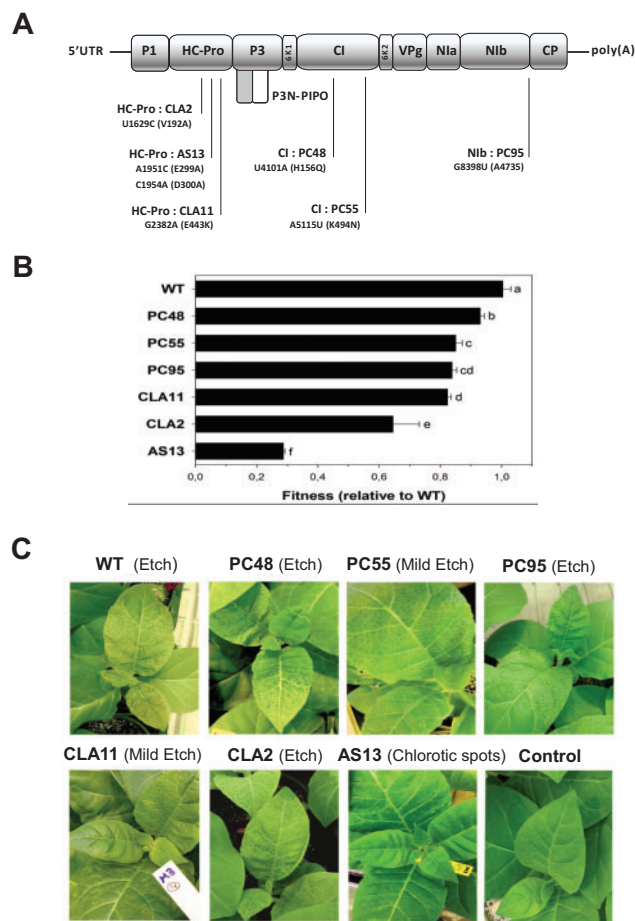 A
5'UTR P1 HC-Pro P3 6K1 CI 6K2 VPg NIa NIb CP poly(A)
P3N-PIPO
HC-Pro : CLA2
U1629C (V192A)
HC-Pro : AS13
A1951C (E299A)
C1954A (D300A)
HC-Pro : CLA11
G2382A (E443K)
CI : PC48
U4101A (H156Q)
CI : PC55
A5115U (K494N)
NIb : PC95
G8398U (A4735)
B
WT a
PC48 b
PC55 c
PC95 cd
CLA11 d
CLA2 e
AS13 f
0,0 0,2 0,4 0,6 0,8 1,0
Fitness (relative to WT)
C
WT (Etch) PC48 (Etch) PC55 (Mild Etch) PC95 (Etch)
CLA11 (Mild Etch) CLA2 (Etch) AS13 (Chlorotic spots) Control